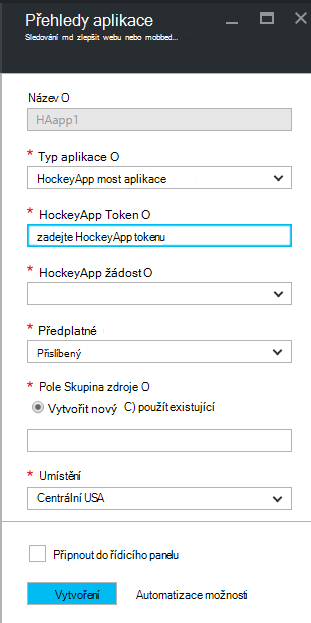 Přehledy aplikace
Sledování md zlepšit webu nebo mobbed...
Název O
HAapp1
* Typ aplikace O
HockeyApp most aplikace
* HockeyApp Token O
zadejte HockeyApp tokenu
* HockeyApp žádost O
* Předplatné
Přislíbený
* Pole Skupina zdroje O
Vytvořit nový C) použít existující
* Umístění
Centrální USA
Připnout do řídicího panelu
Vytvoření Automatizace možnosti